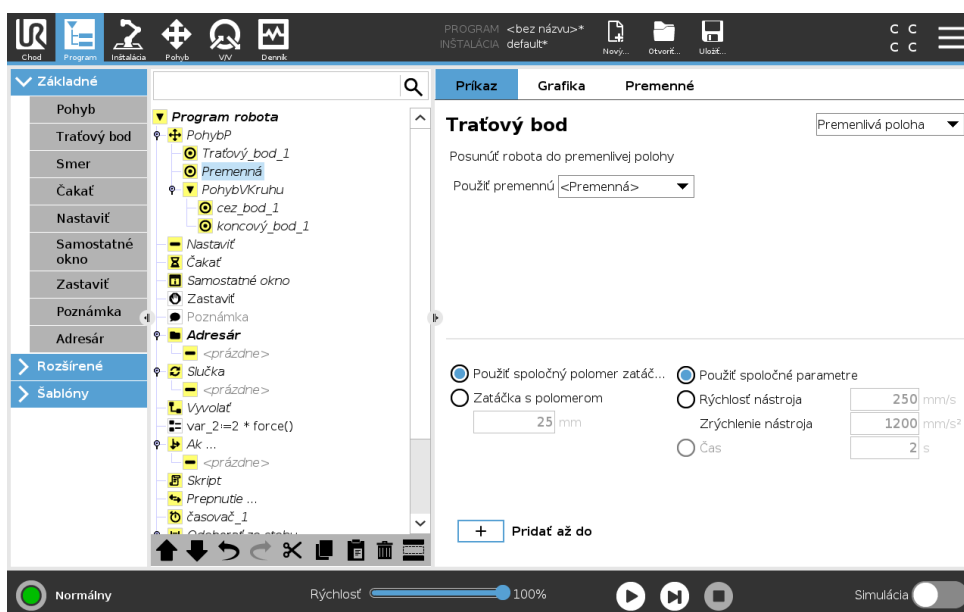 PROGRAM <bez názvu>*
INŠTALÁCIA default*
Chod
Program
Inštalácia
Pohyb
V/V
Denník
Nový...
Otvoriť...
Uložiť...
C C
C C
Základné
Pohyb
Traťový bod
Smer
Čakať
Nastaviť
Samostatné
okno
Zastaviť
Poznámka
Adresár
Rozšírené
Šablóny
Program robota
PohybP
Traťový_bod_1
Premenná
PohybVKruhu
cez_bod_1
koncový_bod_1
Nastaviť
Čakať
Samostatné okno
Zastaviť
Poznámka
Adresár
<prázdne>
Slučka
<prázdne>
Vyvolať
var_2:=2 * force()
Ak ...
<prázdne>
Skript
Prepnutie ...
časovač_1
Príkaz
Grafika
Premenné
Traťový bod
Premenlivá poloha
Posunúť robota do premenlivej polohy
Použiť premennú <Premenná>
Použiť spoločný polomer zatáč...
Zatáčka s polomerom
25 mm
Použiť spoločné parametre
Rýchlosť nástroja 250 mm/s
Zrýchlenie nástroja 1200 mm/s²
Čas 2 s
+ Pridať až do
Normálny
Rýchlosť 100%
Simulácia